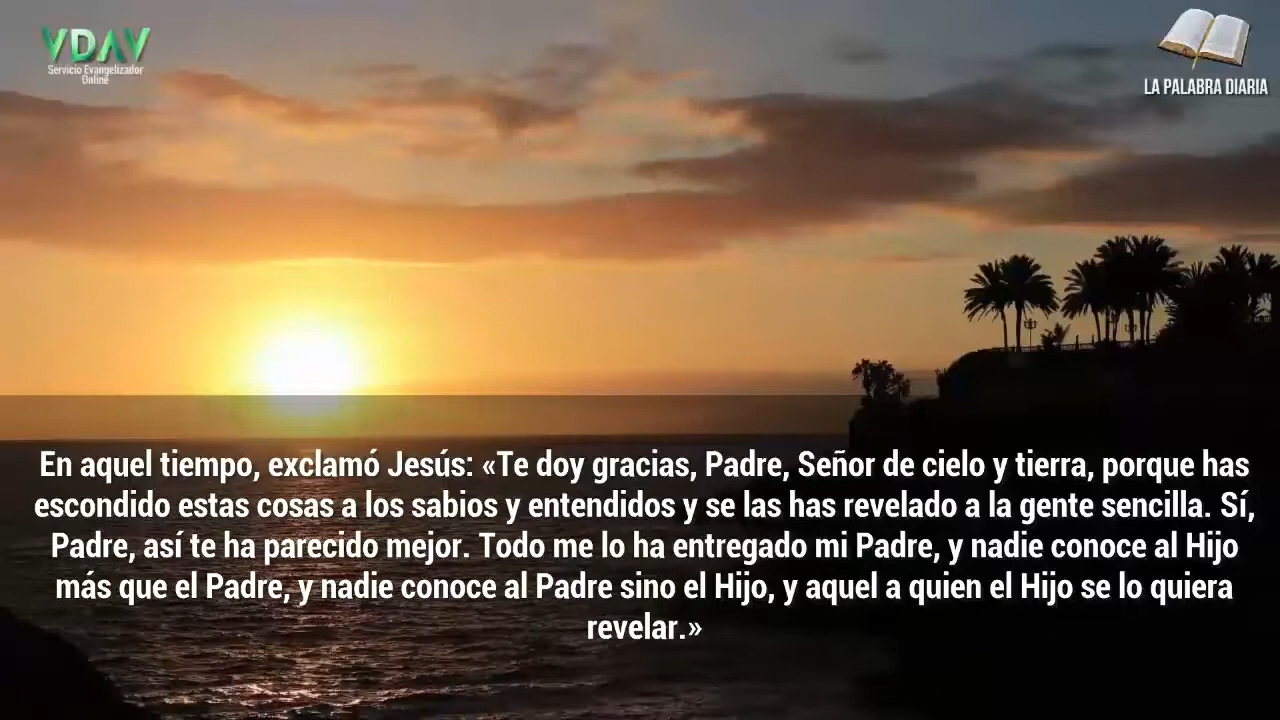 VDAV
Servicio Evangelizador
Online
LA PALABRA DIARIA
En aquel tiempo, exclamó Jesús: «Te doy gracias, Padre, Señor de cielo y tierra, porque has
escondido estas cosas a los sabios y entendidos y se las has revelado a la gente sencilla. Sí,
Padre, así te ha parecido mejor. Todo me lo ha entregado mi Padre, y nadie conoce al Hijo
más que el Padre, y nadie conoce al Padre sino el Hijo, y aquel a quien el Hijo se lo quiera
revelar.»